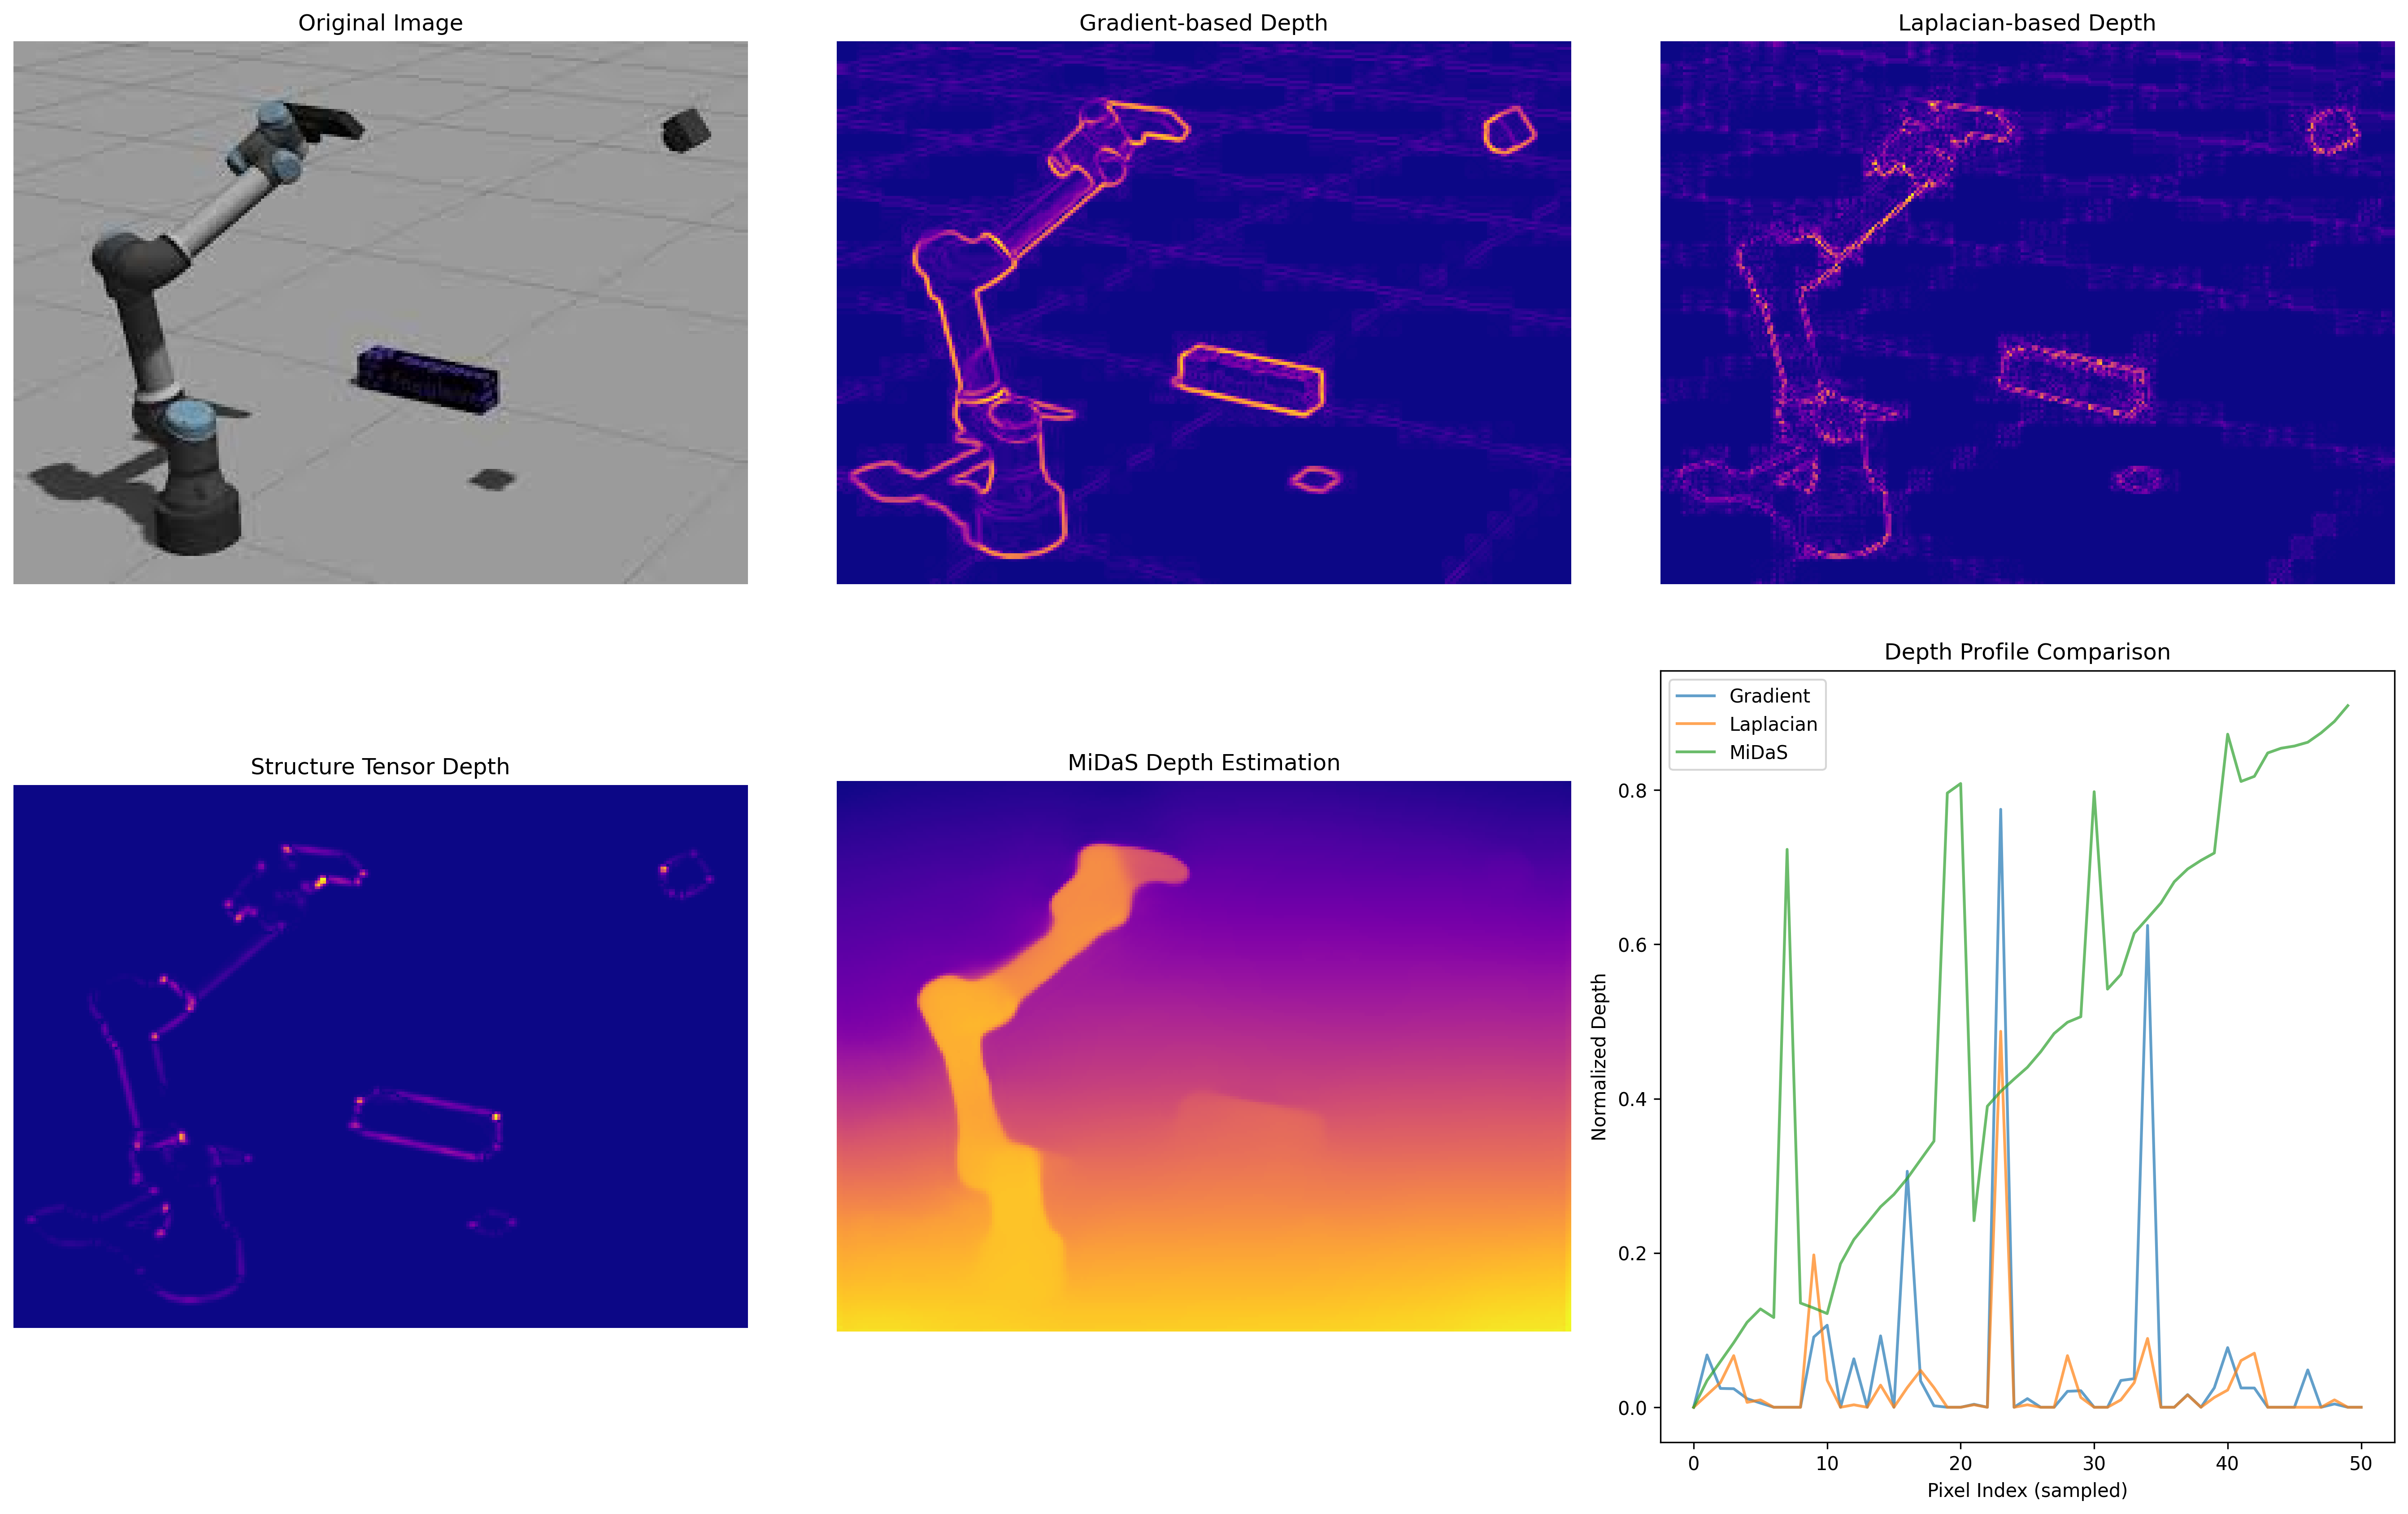 Original Image
Gradient-based Depth
Laplacian-based Depth
Structure Tensor Depth
MiDaS Depth Estimation
Depth Profile Comparison
Gradient
Laplacian
MiDaS
Normalized Depth
0.8
0.6
0.4
0.2
0.0
0 10 20 30 40 50
Pixel Index (sampled)